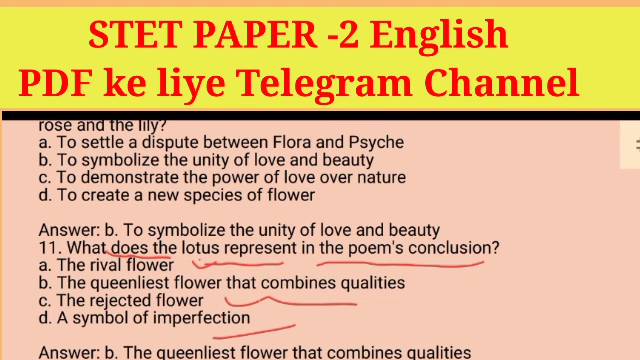 STET PAPER -2 English
PDF ke liye Telegram Channel
rose and the lily?
a. To settle a dispute between Flora and Psyche
b. To symbolize the unity of love and beauty
c. To demonstrate the power of love over nature
d. To create a new species of flower
Answer: b. To symbolize the unity of love and beauty
11. What does the lotus represent in the poem's conclusion?
a. The rival flower
b. The queenliest flower that combines qualities
c. The rejected flower
d. A symbol of imperfection
Answer: b. The queenliest flower that combines qualities